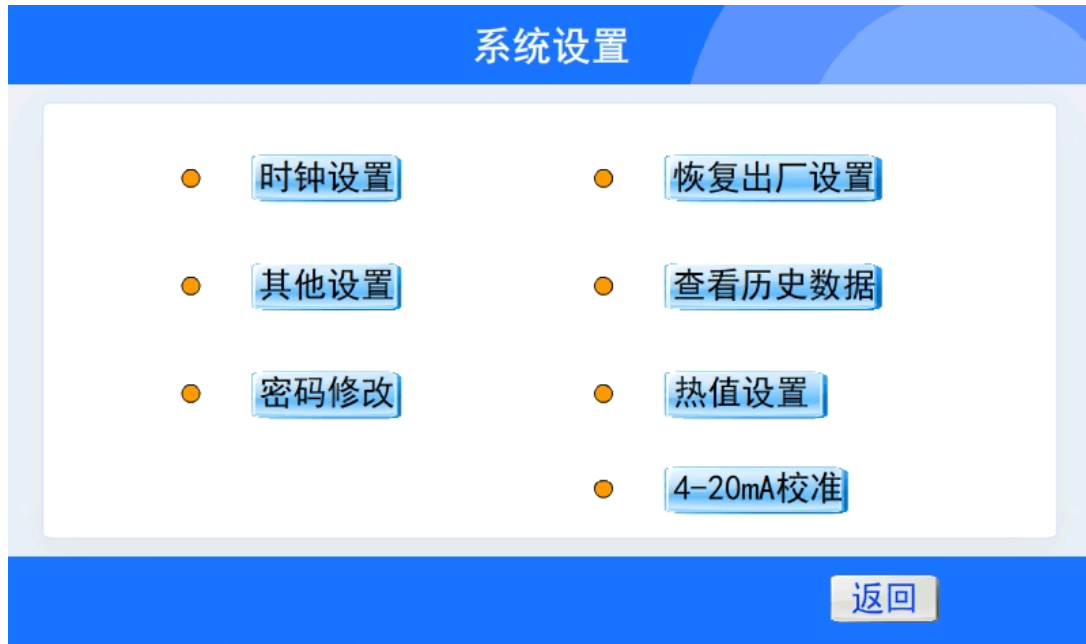 系统设置
时钟设置
恢复出厂设置
其他设置
查看历史数据
密码修改
热值设置
4-20mA校准
返回